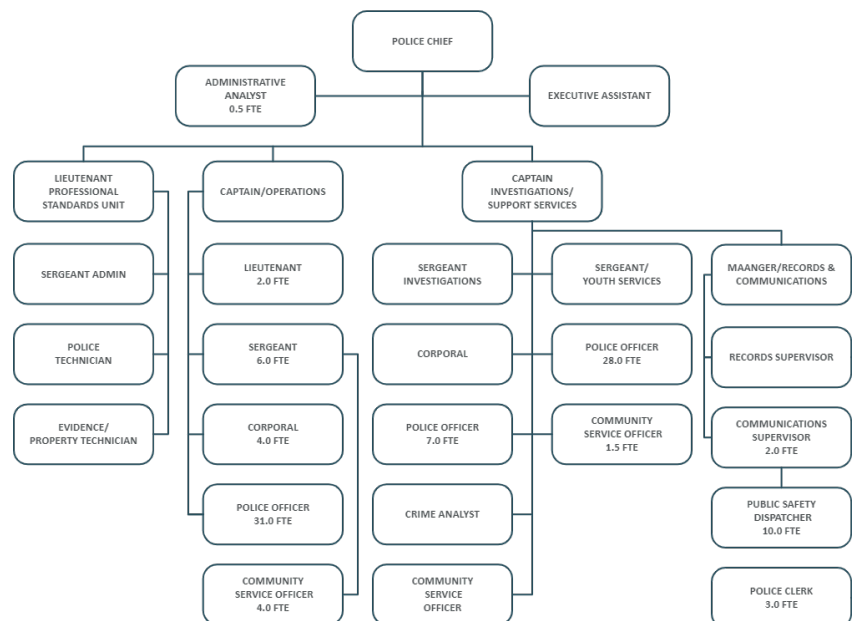 POLICE CHIEF
ADMINISTRATIVE
ANALYST
0.5 FTE
EXECUTIVE ASSISTANT
LIEUTENANT
PROFESSIONAL
STANDARDS UNIT
CAPTAIN/OPERATIONS
CAPTAIN
INVESTIGATIONS/
SUPPORT SERVICES
SERGEANT ADMIN
LIEUTENANT
2.0 FTE
SERGEANT
INVESTIGATIONS
SERGEANT/
YOUTH SERVICES
MAANGER/RECORDS &
COMMUNICATIONS
POLICE
TECHNICIAN
SERGEANT
6.0 FTE
CORPORAL
POLICE OFFICER
28.0 FTE
RECORDS SUPERVISOR
EVIDENCE/
PROPERTY TECHNICIAN
CORPORAL
4.0 FTE
POLICE OFFICER
7.0 FTE
COMMUNITY
SERVICE OFFICER
1.5 FTE
COMMUNICATIONS
SUPERVISOR
2.0 FTE
POLICE OFFICER
31.0 FTE
CRIME ANALYST
PUBLIC SAFETY
DISPATCHER
10.0 FTE
COMMUNITY
SERVICE OFFICER
4.0 FTE
COMMUNITY
SERVICE
OFFICER
POLICE CLERK
3.0 FTE